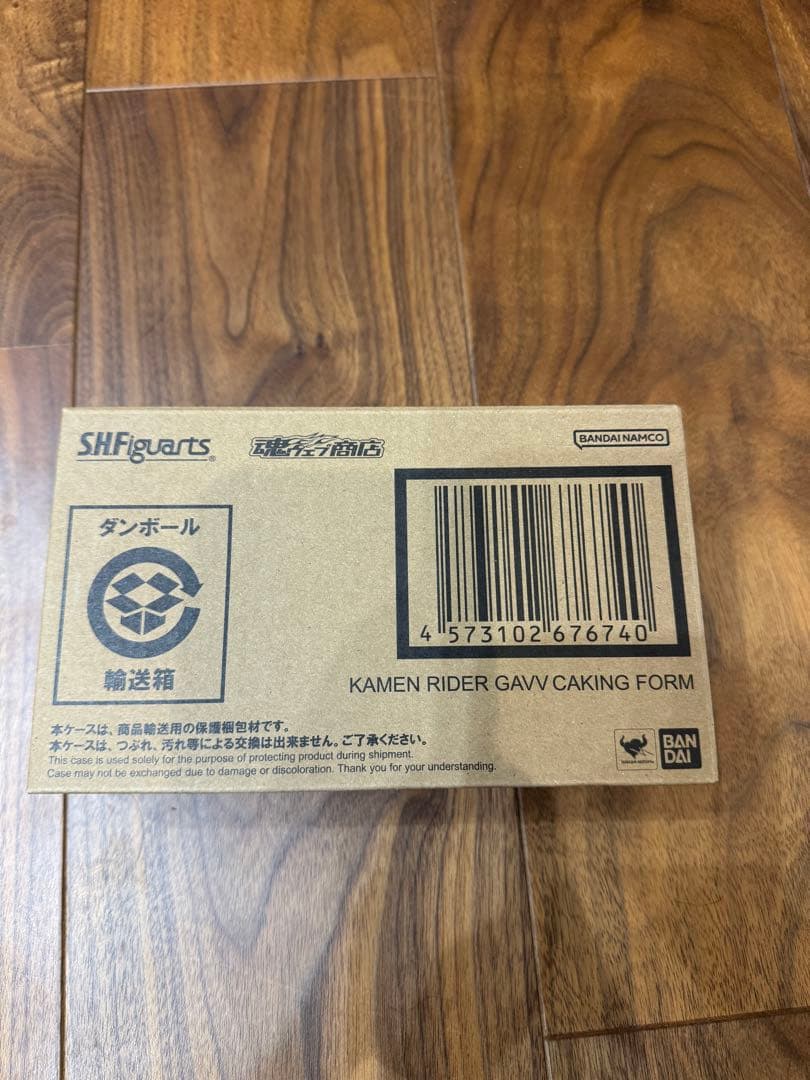 S.H.Figuarts®
魂ウェブ商店
BANDAI NAMCO
ダンボール
輸送箱
4 573102 676740
KAMEN RIDER GAVV CAKING FORM
本ケースは、商品輸送用の保護梱包材です。
本ケースは、つぶれ、汚れ等による交換は出来ません。ご了承ください。
This case is used solely for the purpose of protecting product during shipment.
Case may not be exchanged due to damage or discoloration. Thank you for your understanding.
BAN
DAI